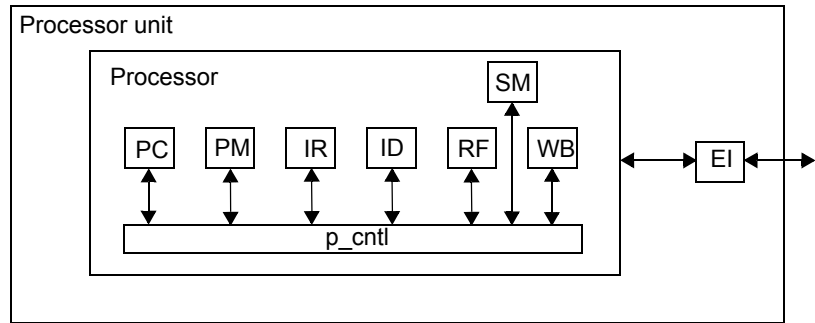 Processor unit
Processor
SM
PC PM IR ID RF WB
EI
p_cntl